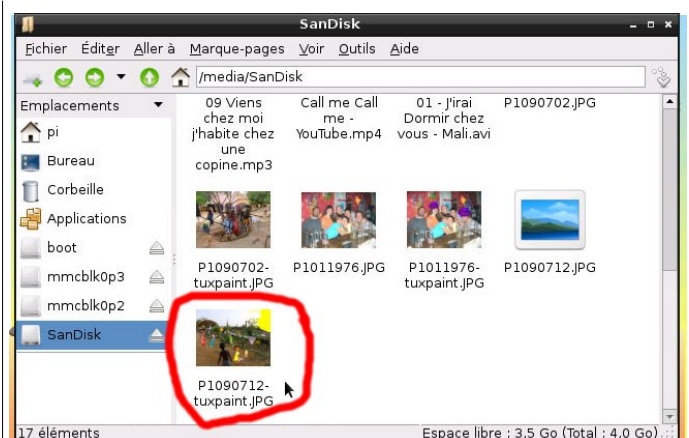 SanDisk
Fichier Éditer Aller à Marque-pages Voir Outils Aide
/media/SanDisk
Emplacements
pi
Bureau
Corbeille
Applications
boot
mmcblk0p3
mmcblk0p2
SanDisk
09 Viens
chez moi
j'habite chez
une
copine.mp3
Call me Call
me -
YouTube.mp4
01 - J'irai
Dormir chez
vous - Mali.avi
P1090702.JPG
P1090702-
tuxpaint.JPG
P1011976.JPG
P1011976-
tuxpaint.JPG
P1090712.JPG
P1090712-
tuxpaint.JPG
17 éléments
Espace libre : 3,5 Go (Total : 4,0 Go)